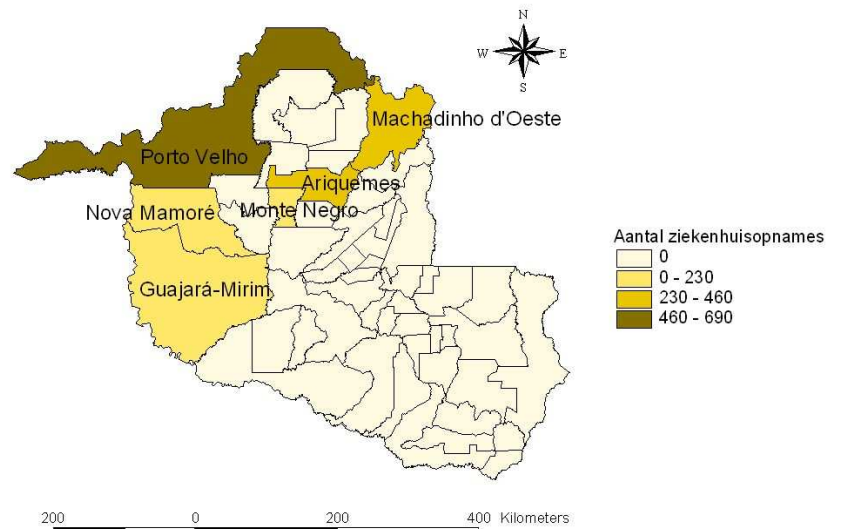 N
W E
S
Machadinho d'Oeste
Porto Velho
Ariquemes
Nova Mamoré
Monte Negro
Guajará-Mirim
Aantal ziekenhuisopnames
0
0 - 230
230 - 460
460 - 690
200 0 200 400 Kilometers